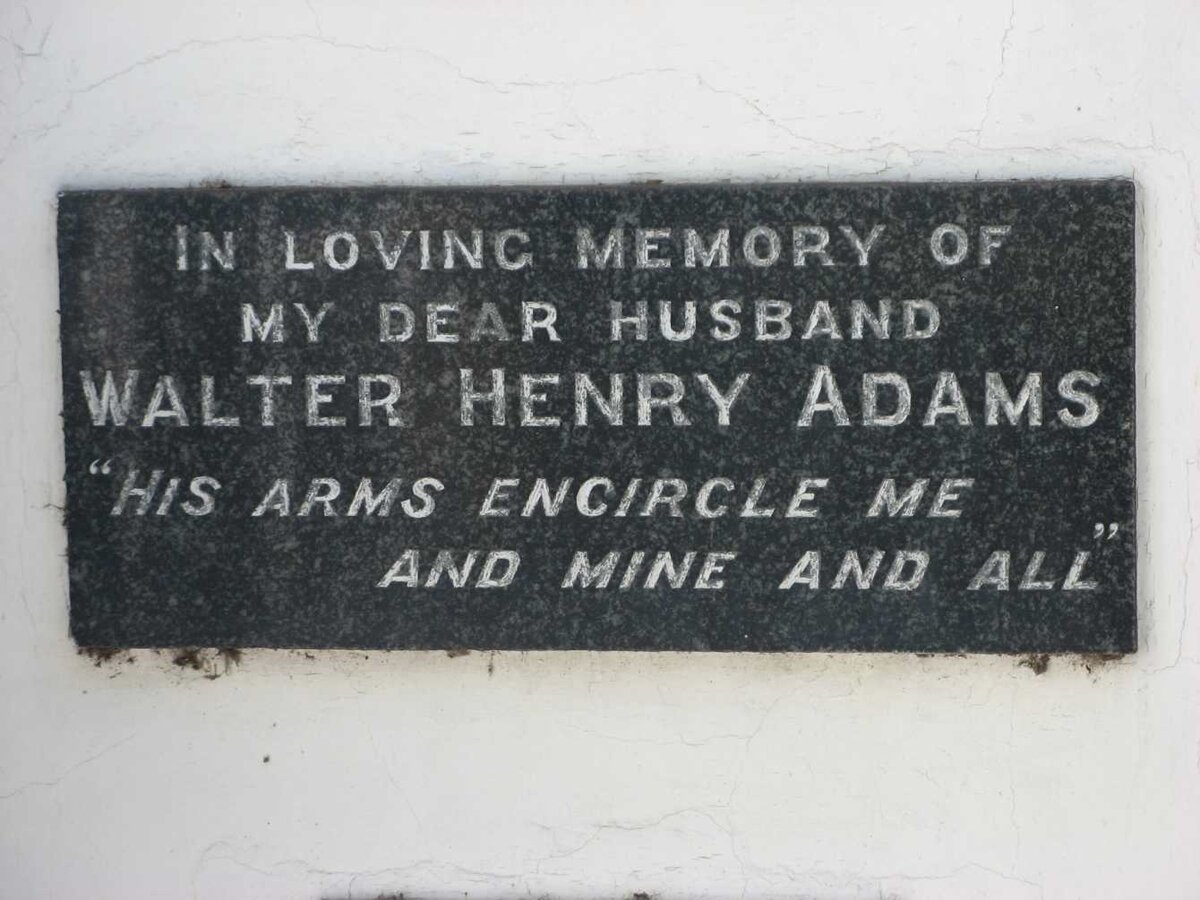 IN LOVING MEMORY OF
MY DEAR HUSBAND
WALTER HENRY ADAMS
“HIS ARMS ENCIRCLE ME
AND MINE AND ALL”